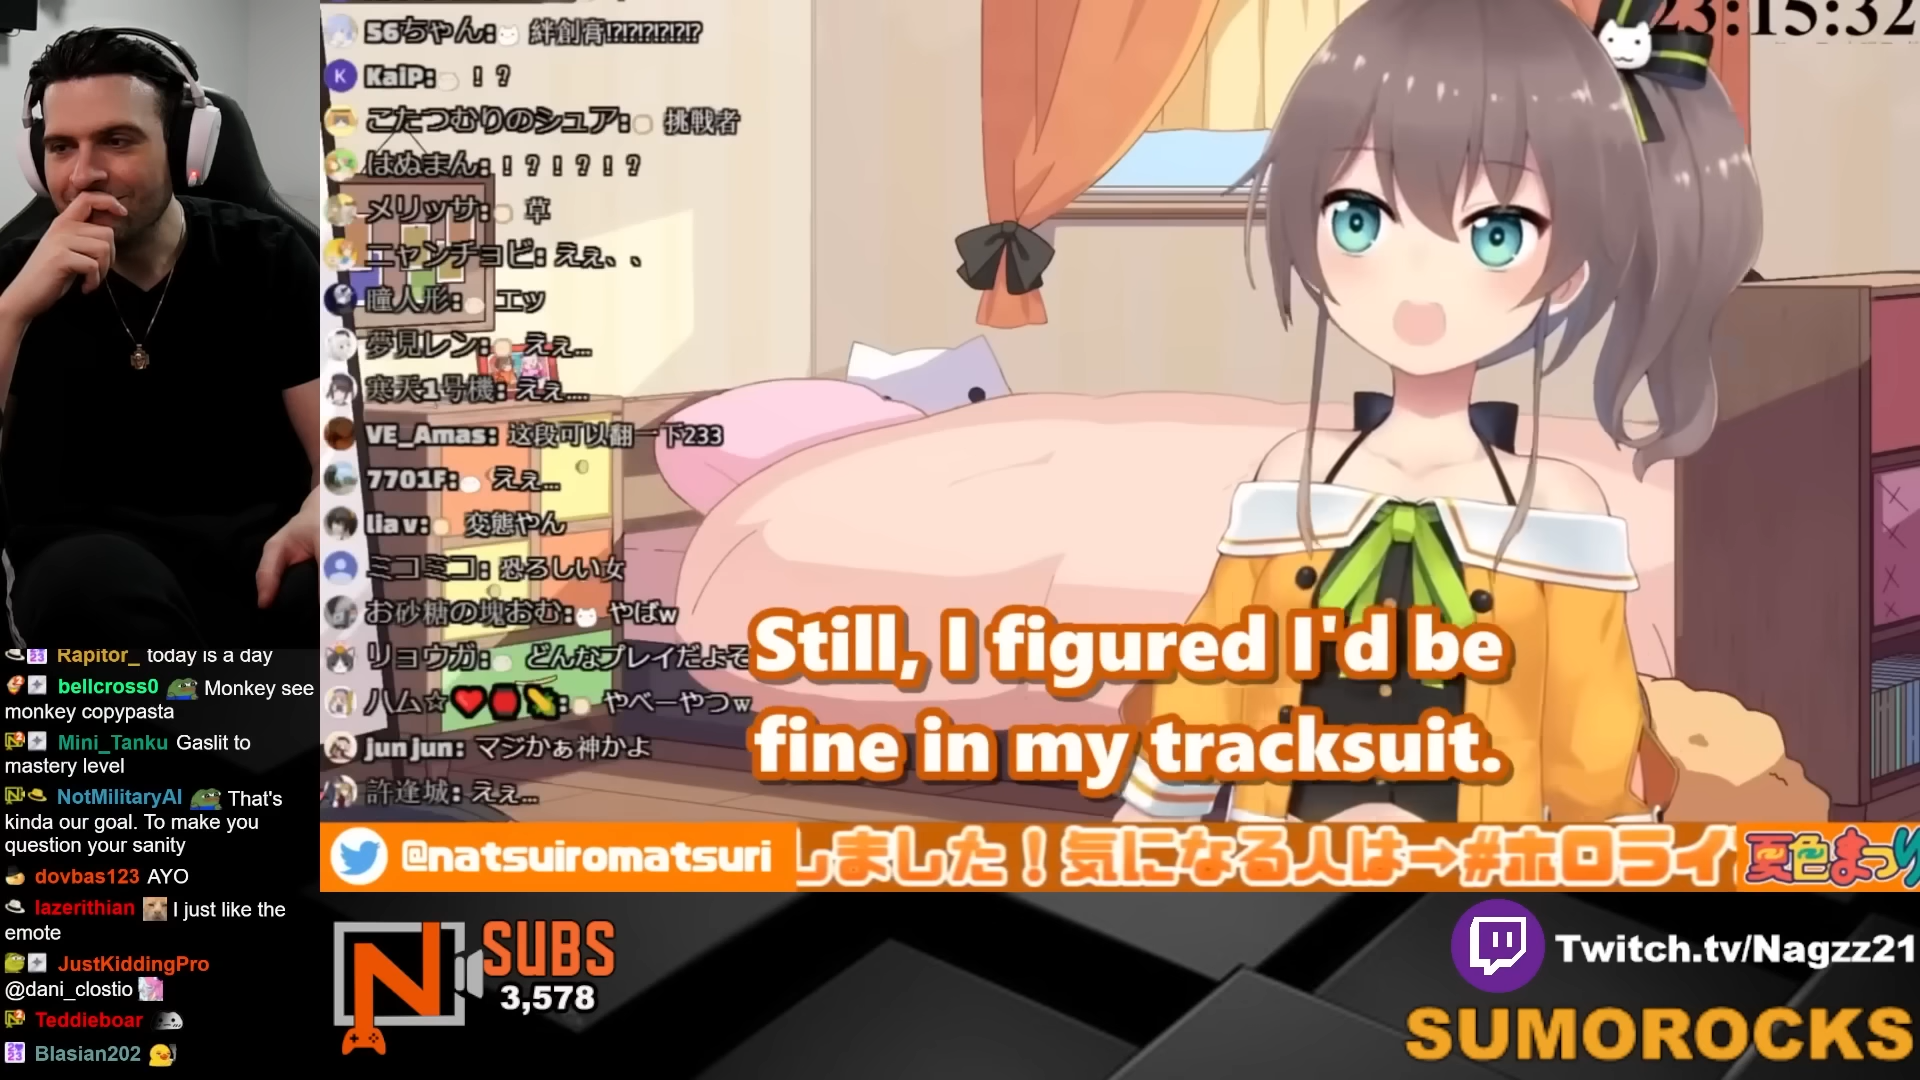 56ちゃん: 絆創膏⁉⁉⁉⁉⁉⁉?
KaiP: ！？
こたつむりのシュア: 挑戦者
はぬまん:！？！？！？
メリッサ: 草
ニャンチョビ: えぇ、、
瞳人形: エッ
夢見レン: えぇ...
寒天1号機: えぇ....
VE_Amas: 这段可以翻一下233
7701F: えぇ...
lia v: 変態やん
ミコミコ: 恐ろしい女
お砂糖の塊おむ: やばw
リョウガ: どんなプレイだよそ
ハム☆: やべーやつw
jun jun: マジかぁ神かよ
許逢城: えぇ...
23:15:32
Still, I figured I'd be
fine in my tracksuit.
@natsuiromatsuri
しました！気になる人は→#ホロライ
夏色まつり
Rapitor_ today is a day
bellcross0 Monkey see
monkey copypasta
Mini_Tanku Gaslit to
mastery level
NotMilitaryAI That's
kinda our goal. To make you
question your sanity
dovbas123 AYO
lazerithian I just like the
emote
JustKiddingPro
@dani_clostio
Teddieboar
Blasian202
N SUBS
3,578
Twitch.tv/Nagzz21
SUMOROCKS